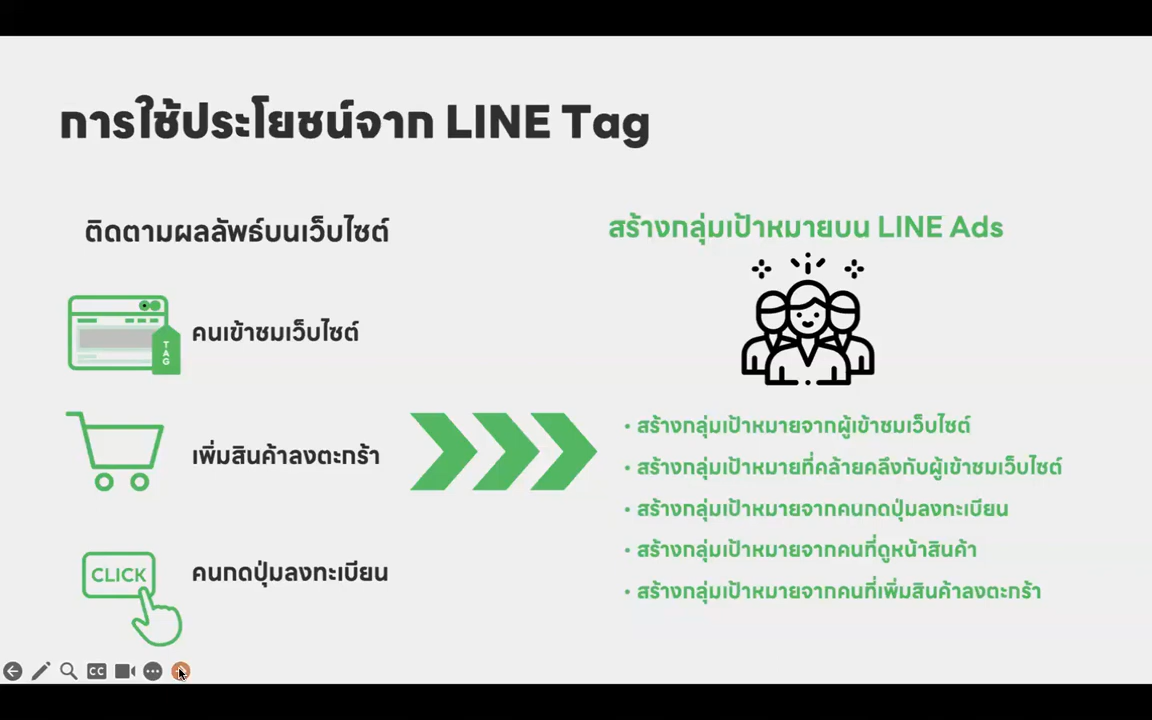 การใช้ประโยชน์จาก LINE Tag
ติดตามผลลัพธ์บนเว็บไซต์
TAG
คนเข้าชมเว็บไซต์
เพิ่มสินค้าลงตะกร้า
CLICK
คนกดปุ่มลงทะเบียน
สร้างกลุ่มเป้าหมายบน LINE Ads
• สร้างกลุ่มเป้าหมายจากผู้เข้าชมเว็บไซต์
• สร้างกลุ่มเป้าหมายที่คล้ายคลึงกับผู้เข้าชมเว็บไซต์
• สร้างกลุ่มเป้าหมายจากคนกดปุ่มลงทะเบียน
• สร้างกลุ่มเป้าหมายจากคนที่ดูหน้าสินค้า
• สร้างกลุ่มเป้าหมายจากคนที่เพิ่มสินค้าลงตะกร้า
CC